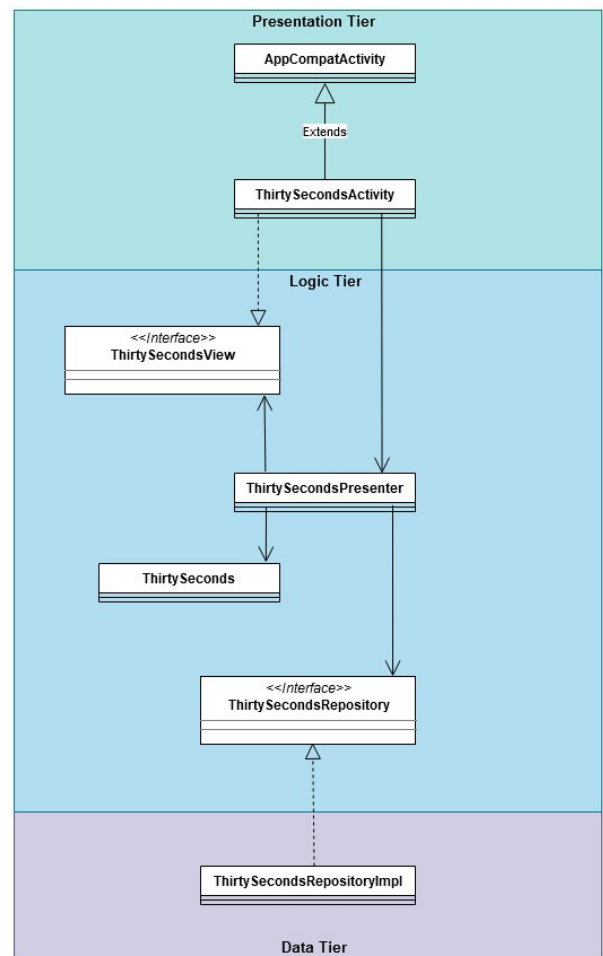 Presentation Tier
AppCompatActivity
Extends
ThirtySecondsActivity
Logic Tier
<<Interface>>
ThirtySecondsView
ThirtySecondsPresenter
ThirtySeconds
<<Interface>>
ThirtySecondsRepository
ThirtySecondsRepositoryImpl
Data Tier